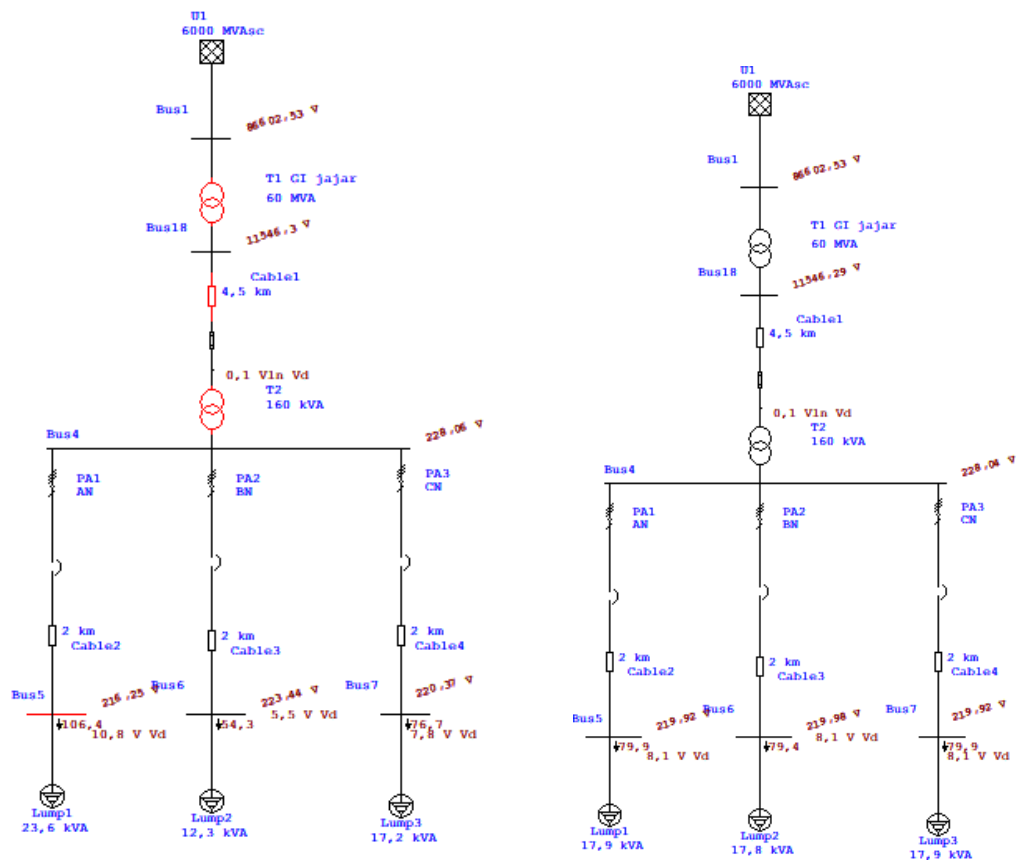 U1
6000 MVAsc
Bus1
86602,53 V
T1 GI jajar
60 MVA
Bus18
11546,3 V
Cable1
4,5 km
0,1 Vln Vd
T2
160 kVA
Bus4
228,06 V
PA1
AN
PA2
BN
PA3
CN
2 km
Cable2
2 km
Cable3
2 km
Cable4
Bus5
216,25 V
Bus6
223,44 V
Bus7
220,37 V
106,4
10,8 V Vd
54,3
5,5 V Vd
76,7
7,8 V Vd
Lump1
23,6 kVA
Lump2
12,3 kVA
Lump3
17,2 kVA
U1
6000 MVAsc
Bus1
86602,53 V
T1 GI jajar
60 MVA
Bus18
11546,29 V
Cable1
4,5 km
0,1 Vln Vd
T2
160 kVA
Bus4
228,04 V
PA1
AN
PA2
BN
PA3
CN
2 km
Cable2
2 km
Cable3
2 km
Cable4
Bus5
219,92 V
Bus6
219,98 V
Bus7
219,92 V
79,9
8,1 V Vd
79,4
8,1 V Vd
79,9
8,1 V Vd
Lump1
17,9 kVA
Lump2
17,8 kVA
Lump3
17,9 kVA